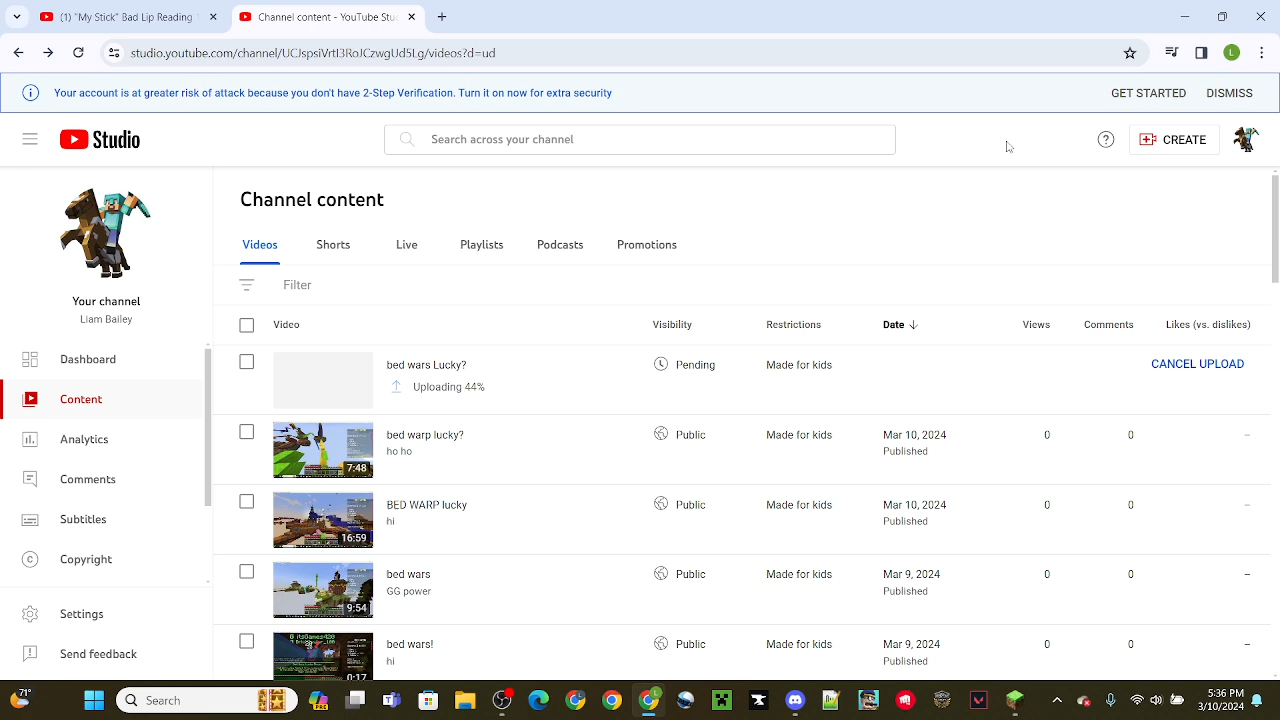 (1) "My Stick" Bad Lip Reading
Channel content - YouTube Stu
studio.youtube.com/channel/UCJspsiVrtI3RoJCzwgUd5Lg/videos?d=ud
L
Your account is at greater risk of attack because you don't have 2-Step Verification. Turn it on now for extra security
GET STARTED
DISMISS
Studio
Search across your channel
CREATE
Channel content
Videos Shorts Live Playlists Podcasts Promotions
Your channel
Liam Bailey
Dashboard
Content
Analytics
Comments
Subtitles
Copyright
Settings
Send feedback
Filter
Video Visibility Restrictions Date Views Comments Likes (vs. dislikes)
bed wars Lucky? Pending Made for kids CANCEL UPLOAD
Uploading 44%
bed warp lucky? Public Made for kids Mar 10, 2024 0 0 –
ho ho Published
7:48
BED WARP lucky Public Made for kids Mar 10, 2024 0 0 –
hi Published
16:59
bed wars Public Made for kids Mar 9, 2024 0 0 –
GG power Published
9:54
bed wars! Public Made for kids Mar 9, 2024 0 0 –
hi Published
0:17
71°
Search
5:36 PM
3/10/2024